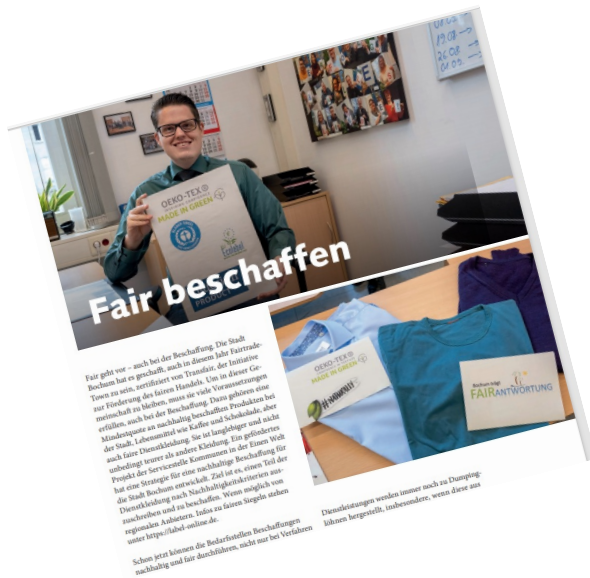 08.09
19.08 →
26.08
OEKO-TEX®
MADE IN GREEN
Ecolabel
PRODUCT
Fair beschaffen
OEKO-TEX®
MADE IN GREEN
Bochum trägt
FAIRANTWORTUNG
Fair geht vor – auch bei der Beschaffung. Die Stadt
Bochum hat es geschafft, auch in diesem Jahr Fairtrade-
Town zu sein, zertifiziert von Transfair, der Initiative
zur Förderung des fairen Handels. Um in dieser Ge-
meinschaft zu bleiben, muss sie viele Voraussetzungen
erfüllen, auch bei der Beschaffung. Dazu gehören eine
Mindestquote an nachhaltig beschafften Produkten bei
der Stadt, Lebensmittel wie Kaffee und Schokolade, aber
auch faire Dienstkleidung. Sie ist langlebiger und nicht
unbedingt teurer als andere Kleidung. Ein gefördertes
Projekt der Servicestelle Kommunen in der Einen Welt
hat eine Strategie für eine nachhaltige Beschaffung für
die Stadt Bochum entwickelt. Ziel ist es, einen Teil der
Dienstkleidung nach Nachhaltigkeitskriterien aus-
zuschreiben und zu beschaffen. Wenn möglich von
regionalen Anbietern. Infos zu fairen Siegeln stehen
unter https://label-online.de.
Schon jetzt können die Bedarfsstellen Beschaffungen
nachhaltig und fair durchführen, nicht nur bei Verfahren
Dienstleistungen werden immer noch zu Dumping-
löhnen hergestellt, insbesondere, wenn diese aus